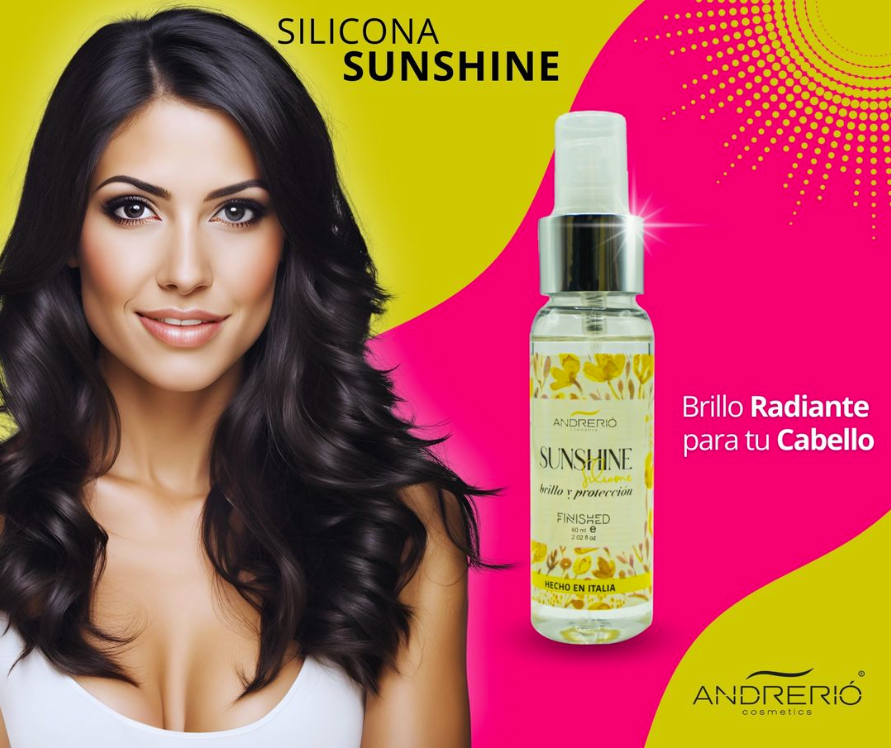 SILICONA
SUNSHINE
ANDRERIÓ
SUNSHINE
Silicone
brillo y protección
FINISHED
60 ml e
2.02 fl oz
HECHO EN ITALIA
Brillo Radiante
para tu Cabello
ANDRERIÓ ©
cosmetics